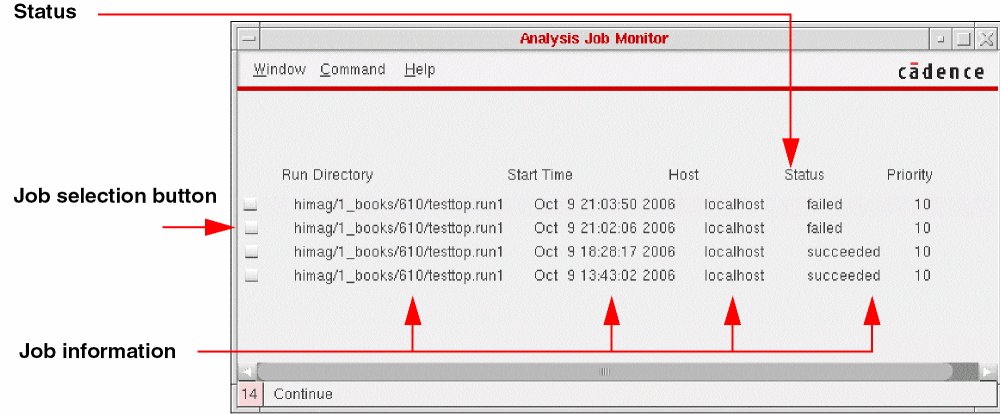 Status
Analysis Job Monitor
Window Command Help
cādence
Run Directory Start Time Host Status Priority
Job selection button
himag/1_books/610/testtop.run1 Oct 9 21:03:50 2006 localhost failed 10
himag/1_books/610/testtop.run1 Oct 9 21:02:06 2006 localhost failed 10
himag/1_books/610/testtop.run1 Oct 9 18:28:17 2006 localhost succeeded 10
himag/1_books/610/testtop.run1 Oct 9 13:43:02 2006 localhost succeeded 10
Job information
14 Continue